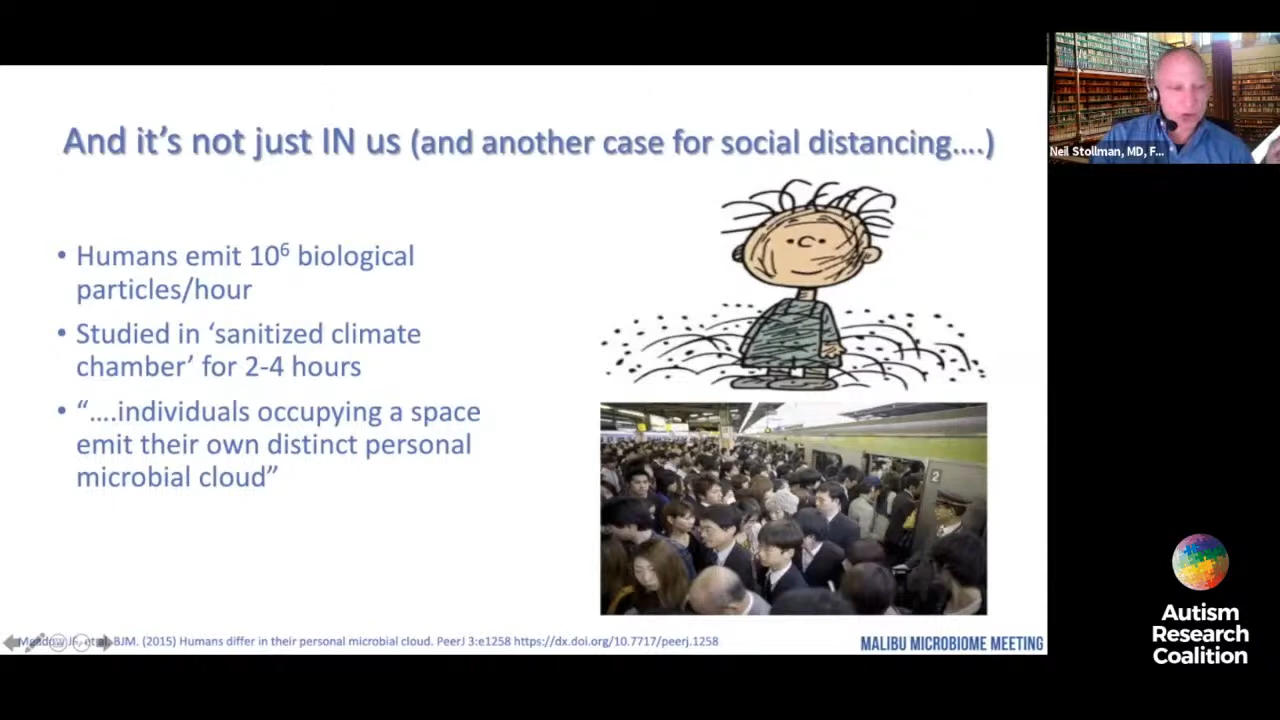 And it's not just IN us (and another case for social distancing....)
• Humans emit 10⁶ biological
particles/hour
• Studied in ‘sanitized climate
chamber’ for 2-4 hours
• “....individuals occupying a space
emit their own distinct personal
microbial cloud”
2
(2015) Humans differ in their personal microbial cloud. PeerJ 3:e1258 https://dx.doi.org/10.7717/peerj.1258
MALIBU MICROBIOME MEETING
Neil Stollman, MD, F...
Autism
Research
Coalition